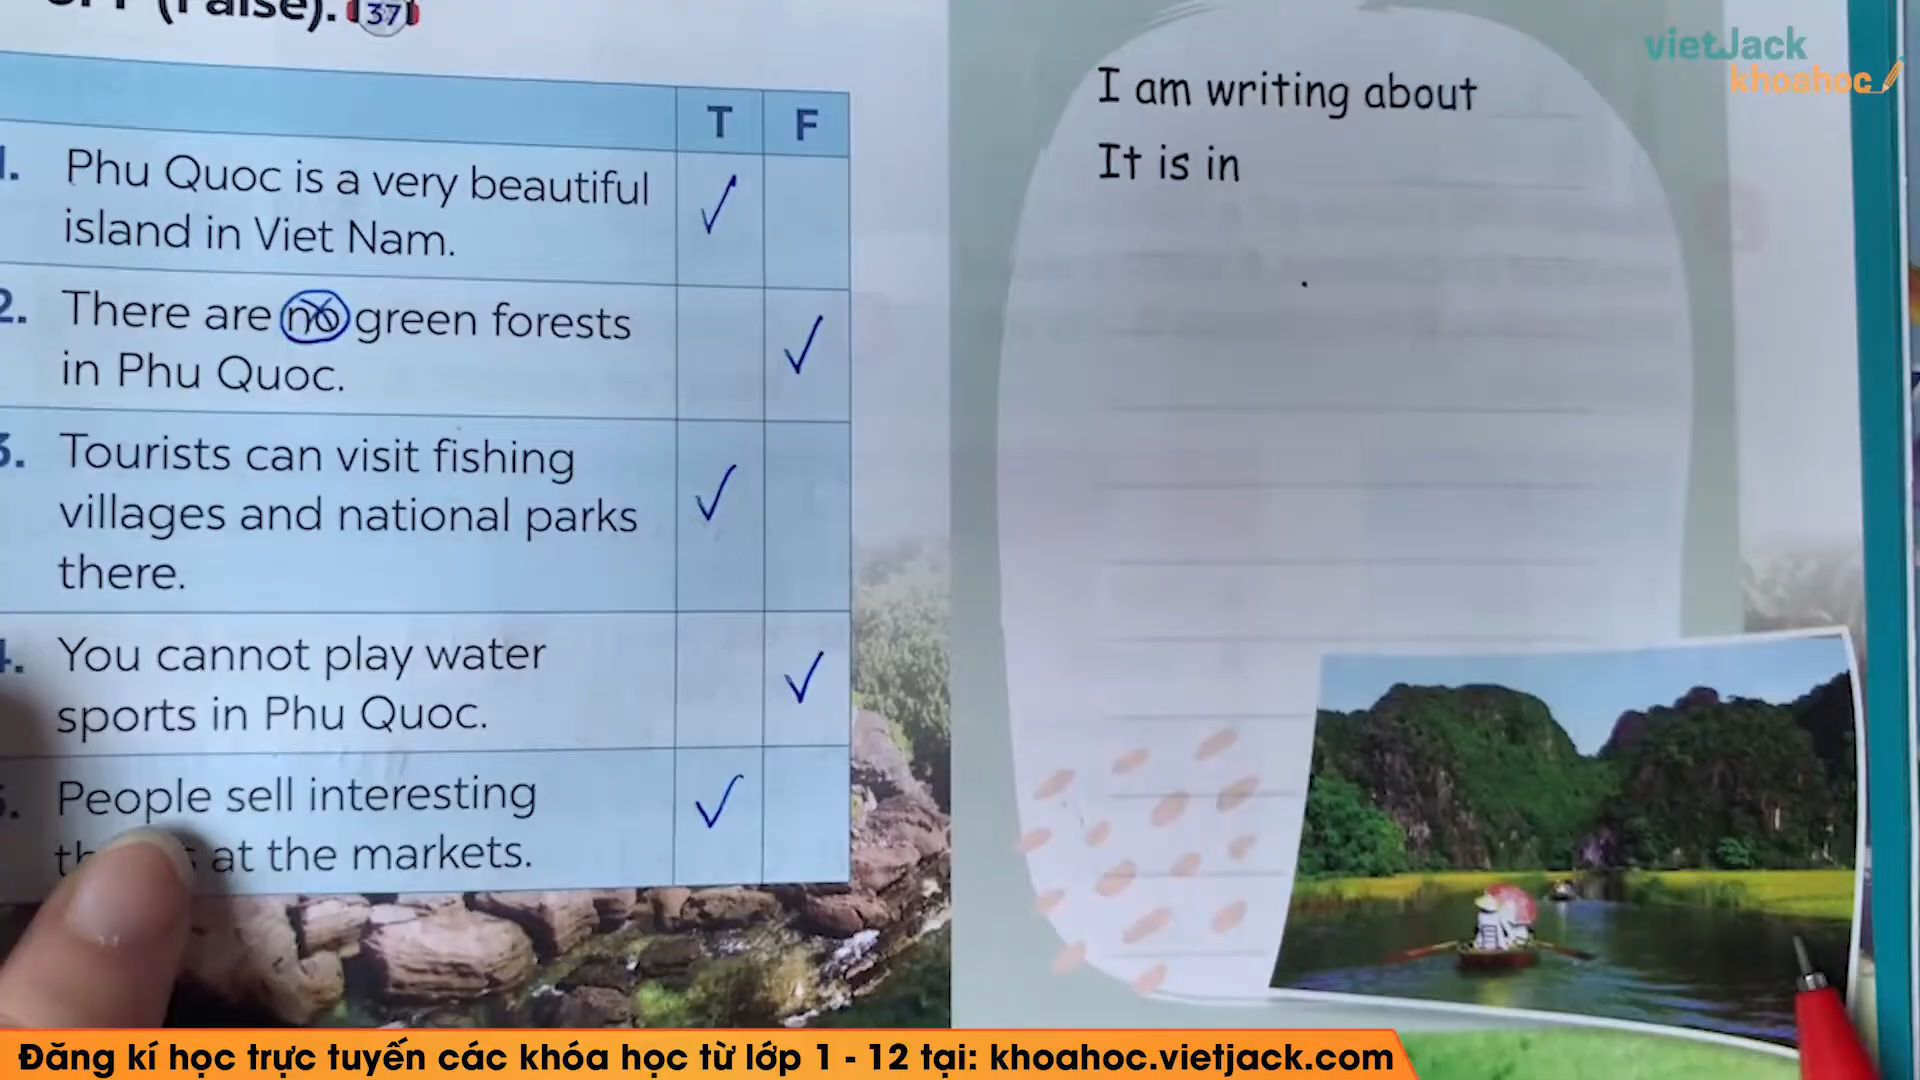 (False). 37
T F
Phu Quoc is a very beautiful
island in Viet Nam.
2. There are no green forests
in Phu Quoc.
3. Tourists can visit fishing
villages and national parks
there.
You cannot play water
sports in Phu Quoc.
People sell interesting
at the markets.
I am writing about
It is in
vietJack
khoahoc
Đăng kí học trực tuyến các khóa học từ lớp 1 - 12 tại: khoahoc.vietjack.com